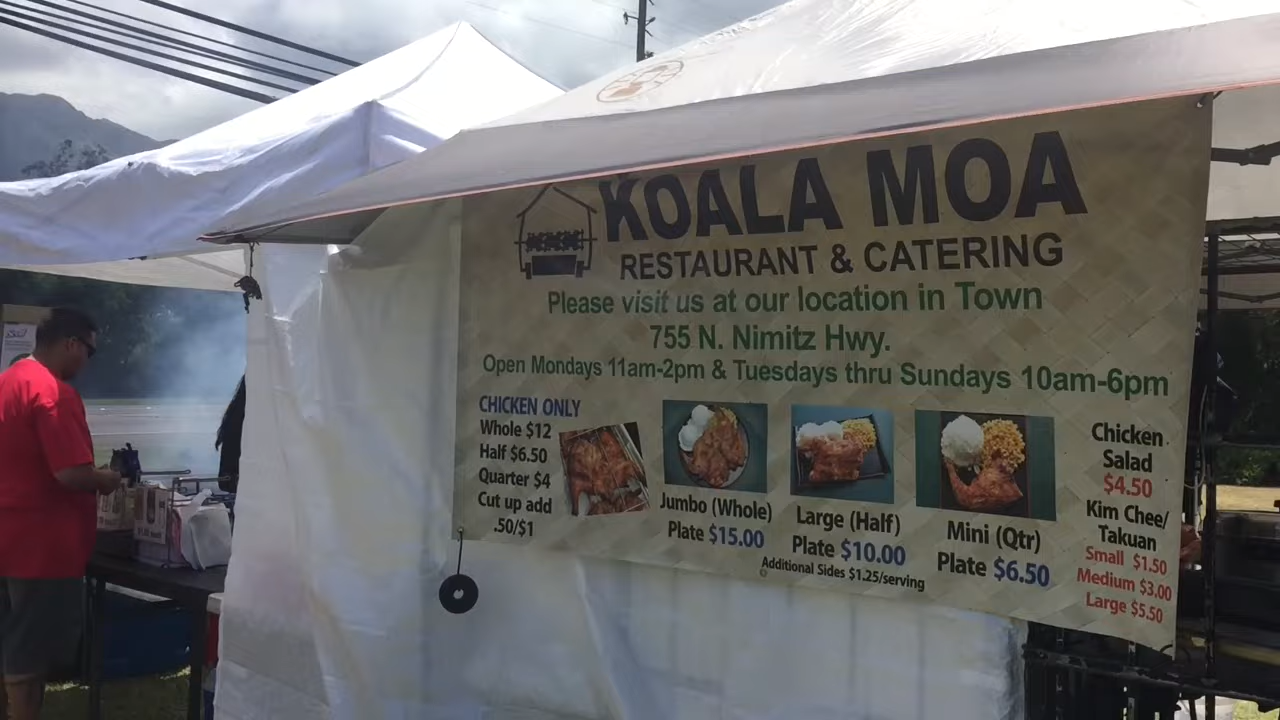 KOALA MOA
RESTAURANT & CATERING
Please visit us at our location in Town
755 N. Nimitz Hwy.
Open Mondays 11am-2pm & Tuesdays thru Sundays 10am-6pm
CHICKEN ONLY
Whole $12
Half $6.50
Quarter $4
Cut up add
.50/$1
Jumbo (Whole)
Plate $15.00
Large (Half)
Plate $10.00
Additional Sides $1.25/serving
Mini (Qtr)
Plate $6.50
Chicken
Salad
$4.50
Kim Chee/
Takuan
Small $1.50
Medium $3.00
Large $5.50